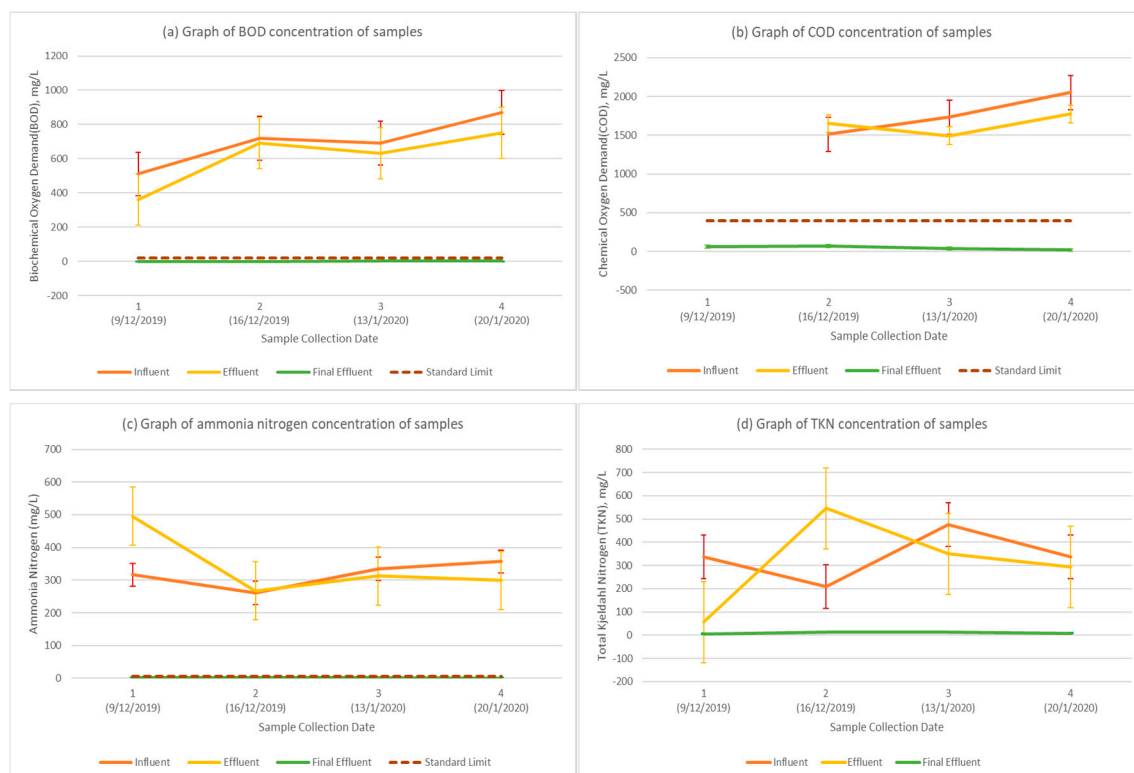 (a) Graph of BOD concentration of samples
Biochemical Oxygen Demand(BOD), mg/L
1200
1000
800
600
400
200
0
-200
1 2 3 4
(9/12/2019) (16/12/2019) (13/1/2020) (20/1/2020)
Sample Collection Date
Influent Effluent Final Effluent Standard Limit
(b) Graph of COD concentration of samples
Chemical Oxygen Demand(COD), mg/L
2500
2000
1500
1000
500
0
-500
1 2 3 4
(9/12/2019) (16/12/2019) (13/1/2020) (20/1/2020)
Sample Collection Date
Influent Effluent Final Effluent Standard Limit
(c) Graph of ammonia nitrogen concentration of samples
Ammonia Nitrogen (mg/L)
700
600
500
400
300
200
100
0
1 2 3 4
(9/12/2019) (16/12/2019) (13/1/2020) (20/1/2020)
Sample Collection Date
Influent Effluent Final Effluent Standard Limit
(d) Graph of TKN concentration of samples
Total Kjeldahl Nitrogen (TKN), mg/L
800
700
600
500
400
300
200
100
0
-100
-200
1 2 3 4
(9/12/2019) (16/12/2019) (13/1/2020) (20/1/2020)
Sample Collection Date
Influent Effluent Final Effluent